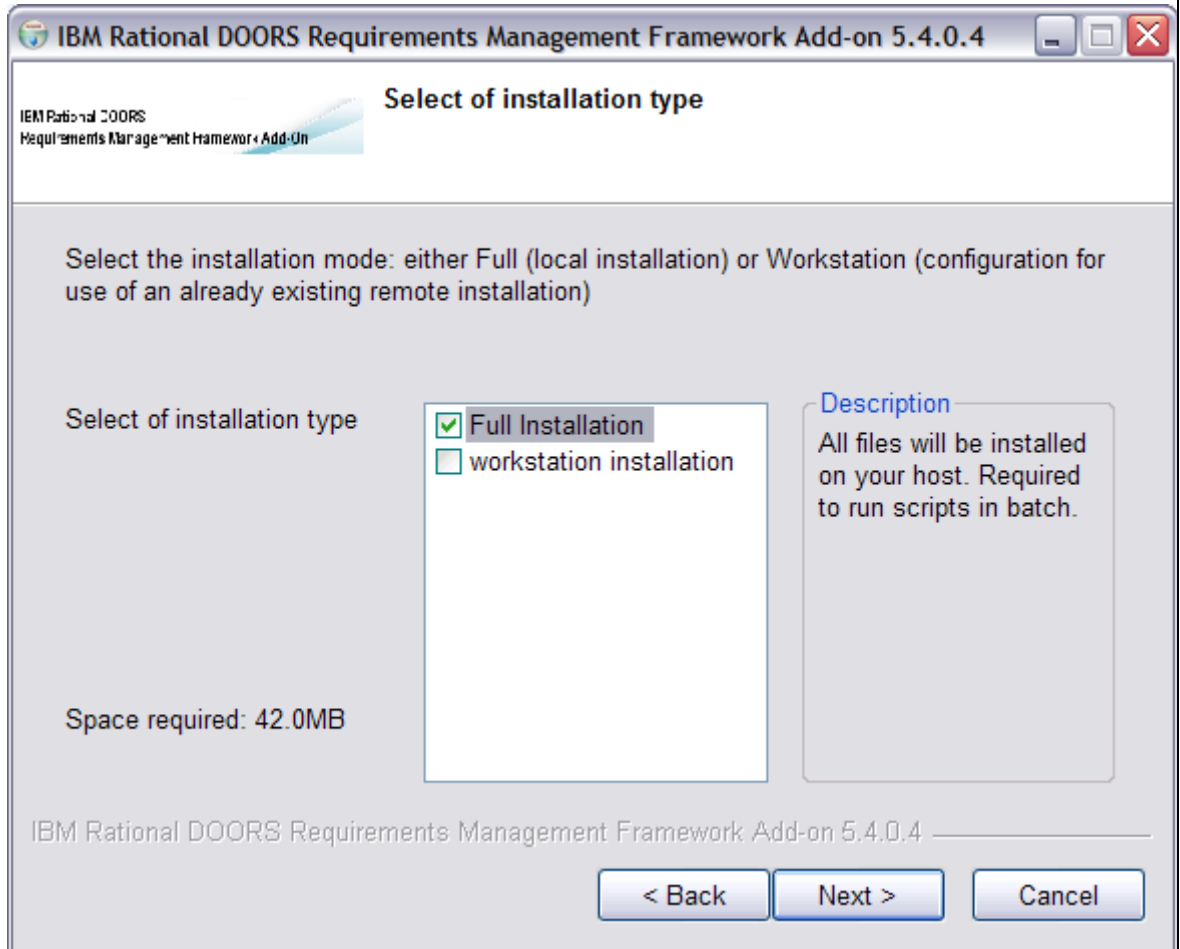 IBM Rational DOORS Requirements Management Framework Add-on 5.4.0.4
IBM Rational DOORS
Requirements Management Framework Add-On
Select of installation type
Select the installation mode: either Full (local installation) or Workstation (configuration for
use of an already existing remote installation)
Select of installation type
Full Installation
workstation installation
Description
All files will be installed
on your host. Required
to run scripts in batch.
Space required: 42.0MB
IBM Rational DOORS Requirements Management Framework Add-on 5.4.0.4
< Back
Next >
Cancel